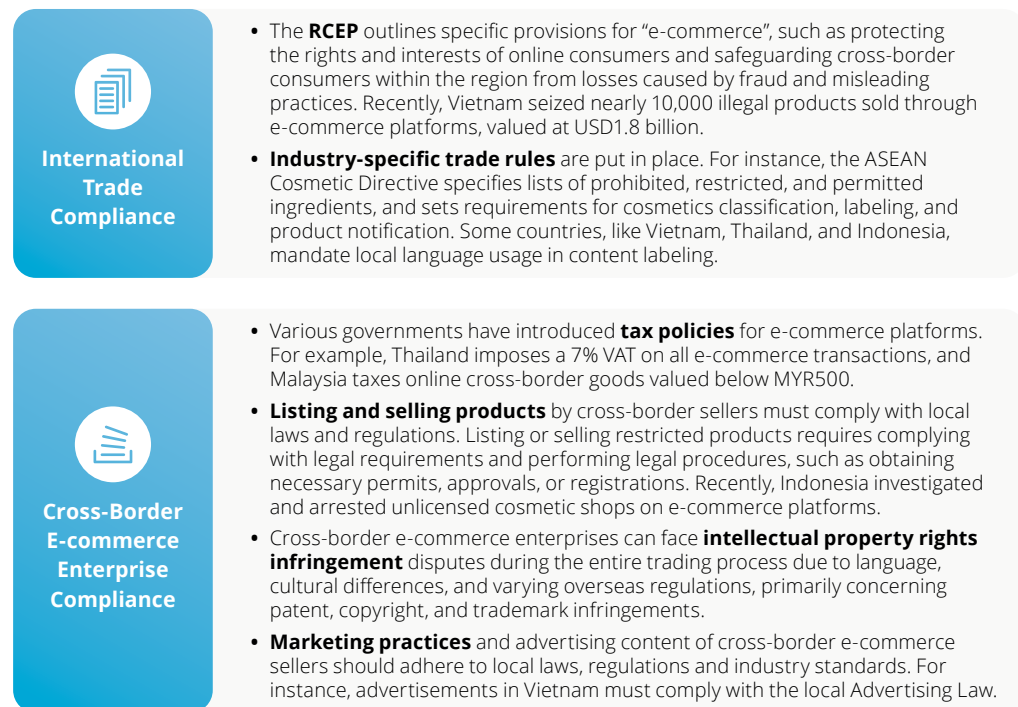 International
Trade
Compliance
• The RCEP outlines specific provisions for “e-commerce”, such as protecting
the rights and interests of online consumers and safeguarding cross-border
consumers within the region from losses caused by fraud and misleading
practices. Recently, Vietnam seized nearly 10,000 illegal products sold through
e-commerce platforms, valued at USD1.8 billion.
• Industry-specific trade rules are put in place. For instance, the ASEAN
Cosmetic Directive specifies lists of prohibited, restricted, and permitted
ingredients, and sets requirements for cosmetics classification, labeling, and
product notification. Some countries, like Vietnam, Thailand, and Indonesia,
mandate local language usage in content labeling.
Cross-Border
E-commerce
Enterprise
Compliance
• Various governments have introduced tax policies for e-commerce platforms.
For example, Thailand imposes a 7% VAT on all e-commerce transactions, and
Malaysia taxes online cross-border goods valued below MYR500.
• Listing and selling products by cross-border sellers must comply with local
laws and regulations. Listing or selling restricted products requires complying
with legal requirements and performing legal procedures, such as obtaining
necessary permits, approvals, or registrations. Recently, Indonesia investigated
and arrested unlicensed cosmetic shops on e-commerce platforms.
• Cross-border e-commerce enterprises can face intellectual property rights
infringement disputes during the entire trading process due to language,
cultural differences, and varying overseas regulations, primarily concerning
patent, copyright, and trademark infringements.
• Marketing practices and advertising content of cross-border e-commerce
sellers should adhere to local laws, regulations and industry standards. For
instance, advertisements in Vietnam must comply with the local Advertising Law.